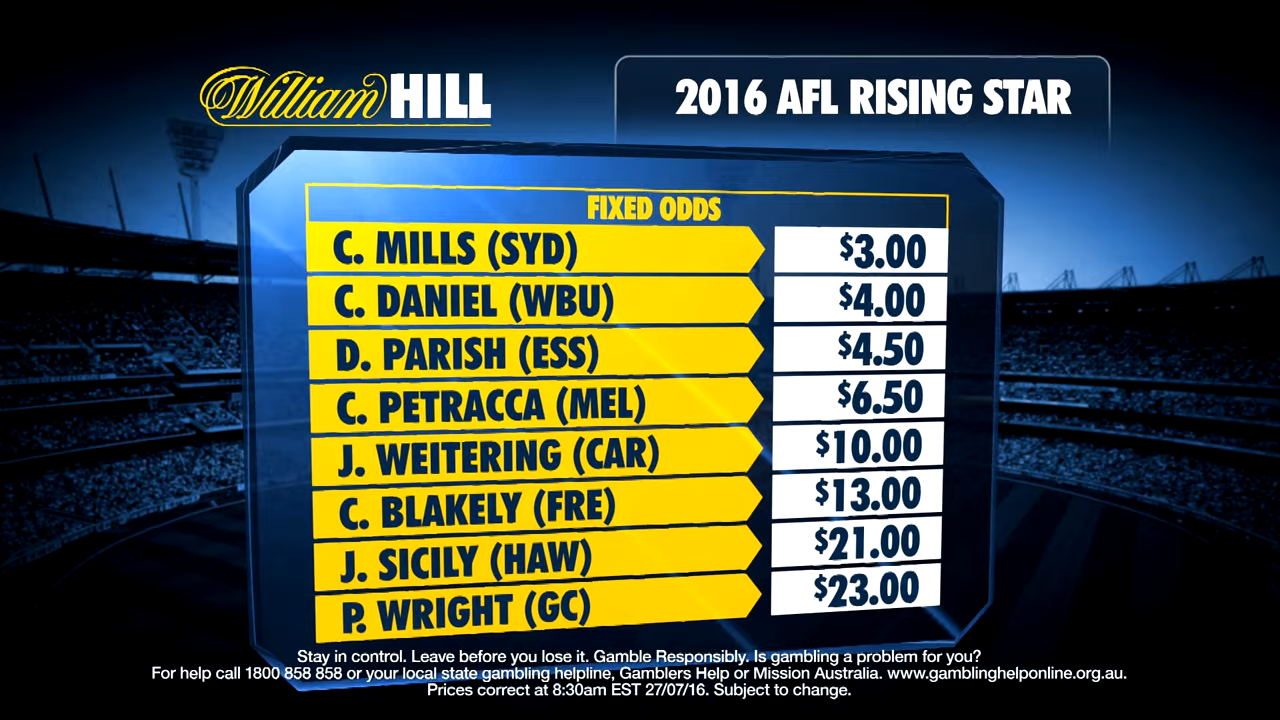 William HILL
2016 AFL RISING STAR
FIXED ODDS
C. MILLS (SYD) $3.00
C. DANIEL (WBU) $4.00
D. PARISH (ESS) $4.50
C. PETRACCA (MEL) $6.50
J. WEITERING (CAR) $10.00
C. BLAKELY (FRE) $13.00
J. SICILY (HAW) $21.00
P. WRIGHT (GC) $23.00
Stay in control. Leave before you lose it. Gamble Responsibly. Is gambling a problem for you?
For help call 1800 858 858 or your local state gambling helpline, Gamblers Help or Mission Australia. www.gamblinghelponline.org.au.
Prices correct at 8:30am EST 27/07/16. Subject to change.